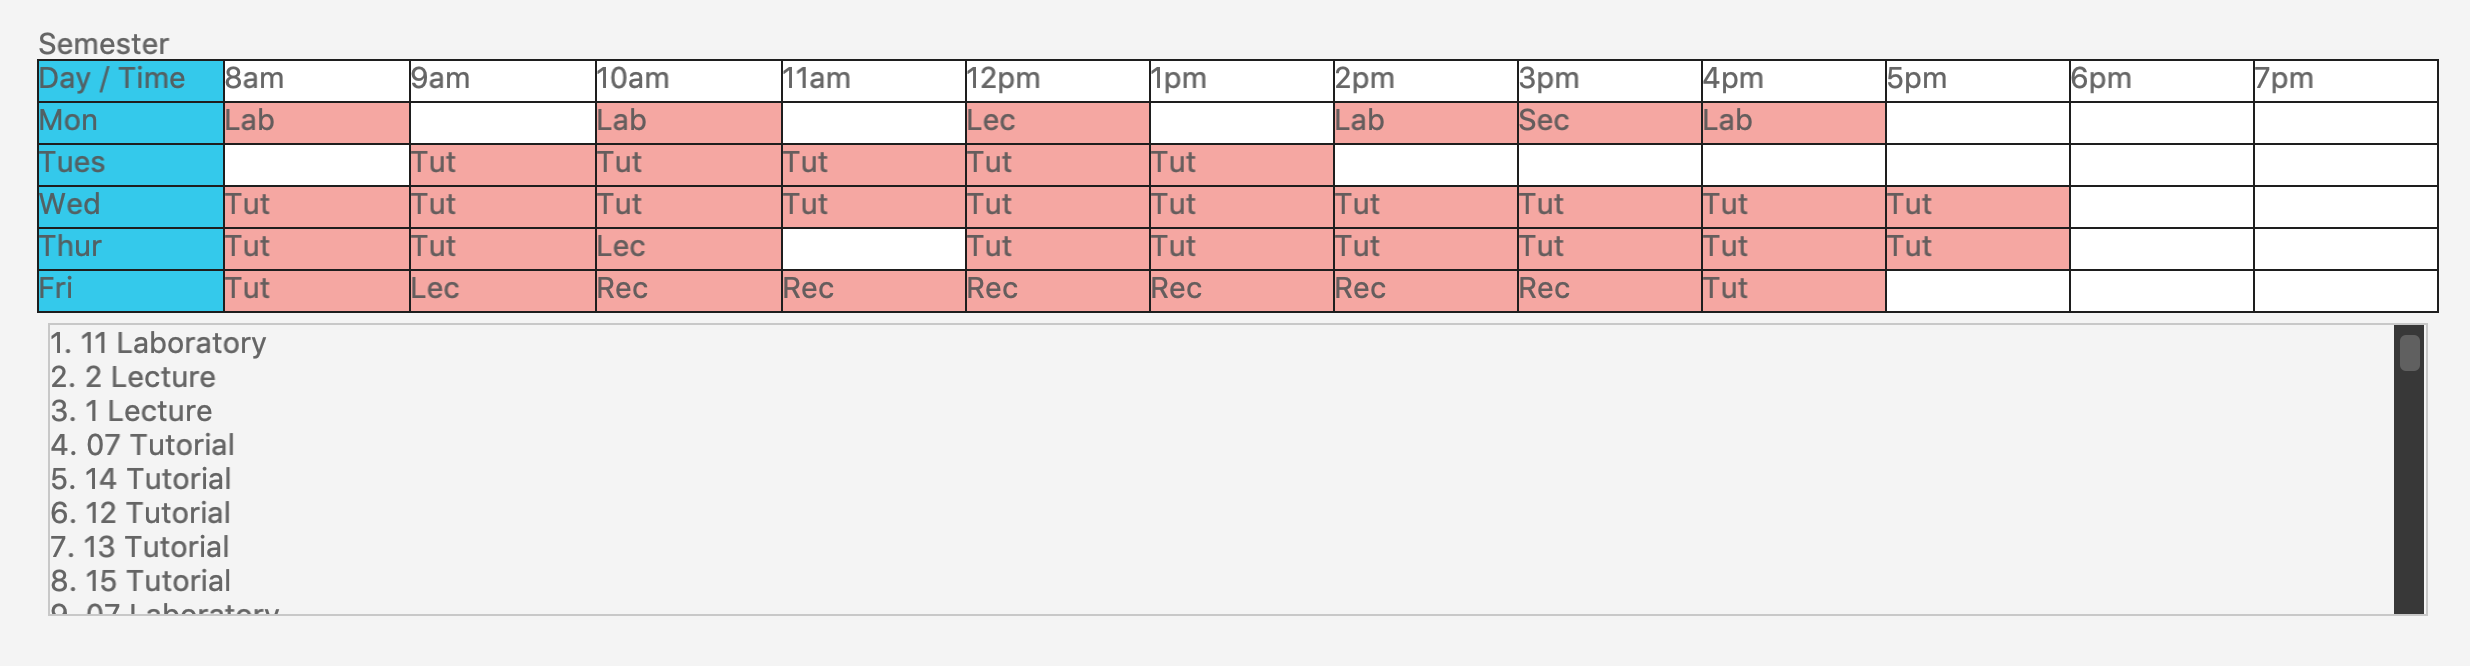 Semester
Day / Time 8am 9am 10am 11am 12pm 1pm 2pm 3pm 4pm 5pm 6pm 7pm
Mon Lab Lab Lec Lab Sec Lab
Tues Tut Tut Tut Tut Tut
Wed Tut Tut Tut Tut Tut Tut Tut Tut Tut Tut
Thur Tut Tut Lec Tut Tut Tut Tut Tut Tut
Fri Tut Lec Rec Rec Rec Rec Rec Rec Tut
1. 11 Laboratory
2. 2 Lecture
3. 1 Lecture
4. 07 Tutorial
5. 14 Tutorial
6. 12 Tutorial
7. 13 Tutorial
8. 15 Tutorial
9. 07 Laboratory